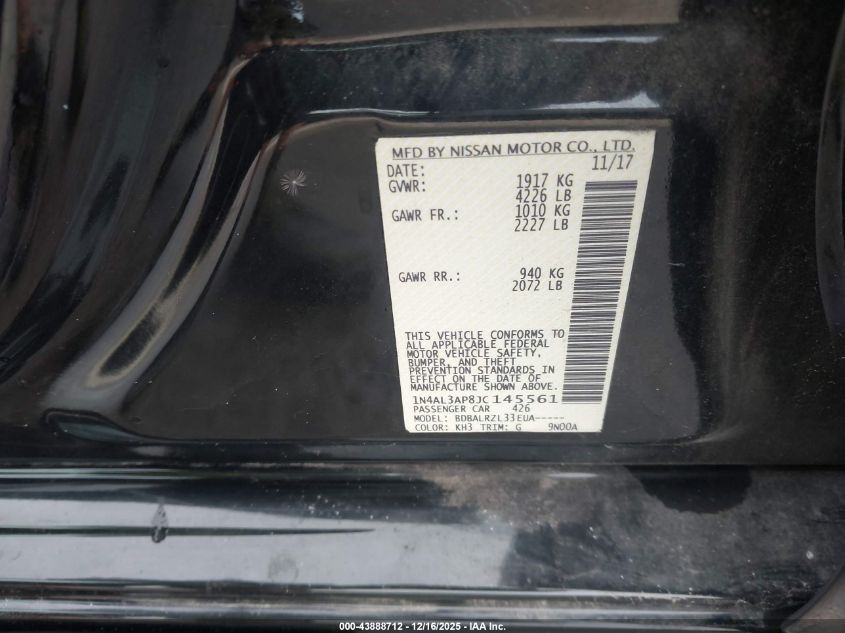 MFD BY NISSAN MOTOR CO., LTD.
DATE: 11/17
GVWR: 1917 KG
4226 LB
GAWR FR.: 1010 KG
2227 LB
GAWR RR.: 940 KG
2072 LB
THIS VEHICLE CONFORMS TO
ALL APPLICABLE FEDERAL
MOTOR VEHICLE SAFETY,
BUMPER, AND THEFT
PREVENTION STANDARDS IN
EFFECT ON THE DATE OF
MANUFACTURE SHOWN ABOVE.
1N4AL3AP8JC145561
PASSENGER CAR 426
MODEL: BDBALRZL33EUA-----
COLOR: KH3 TRIM: G 9N00A
000-43888712 - 12/16/2025 - IAA Inc.